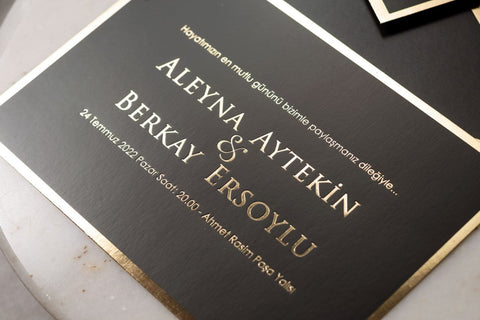 Hayatımızın en mutlu gününü bizimle paylaşmanız dileğiyle...
ALEYNA AYTEKİN
&
BERKAY ERSOYLU
24 Temmuz 2022 Pazar Saat: 20.00 - Ahmet Rasim Paşa Yalısı